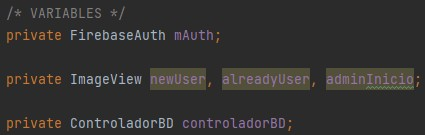 /* VARIABLES */
private FirebaseAuth mAuth;
private ImageView newUser, alreadyUser, adminInicio;
private ControladorBD controladorBD;